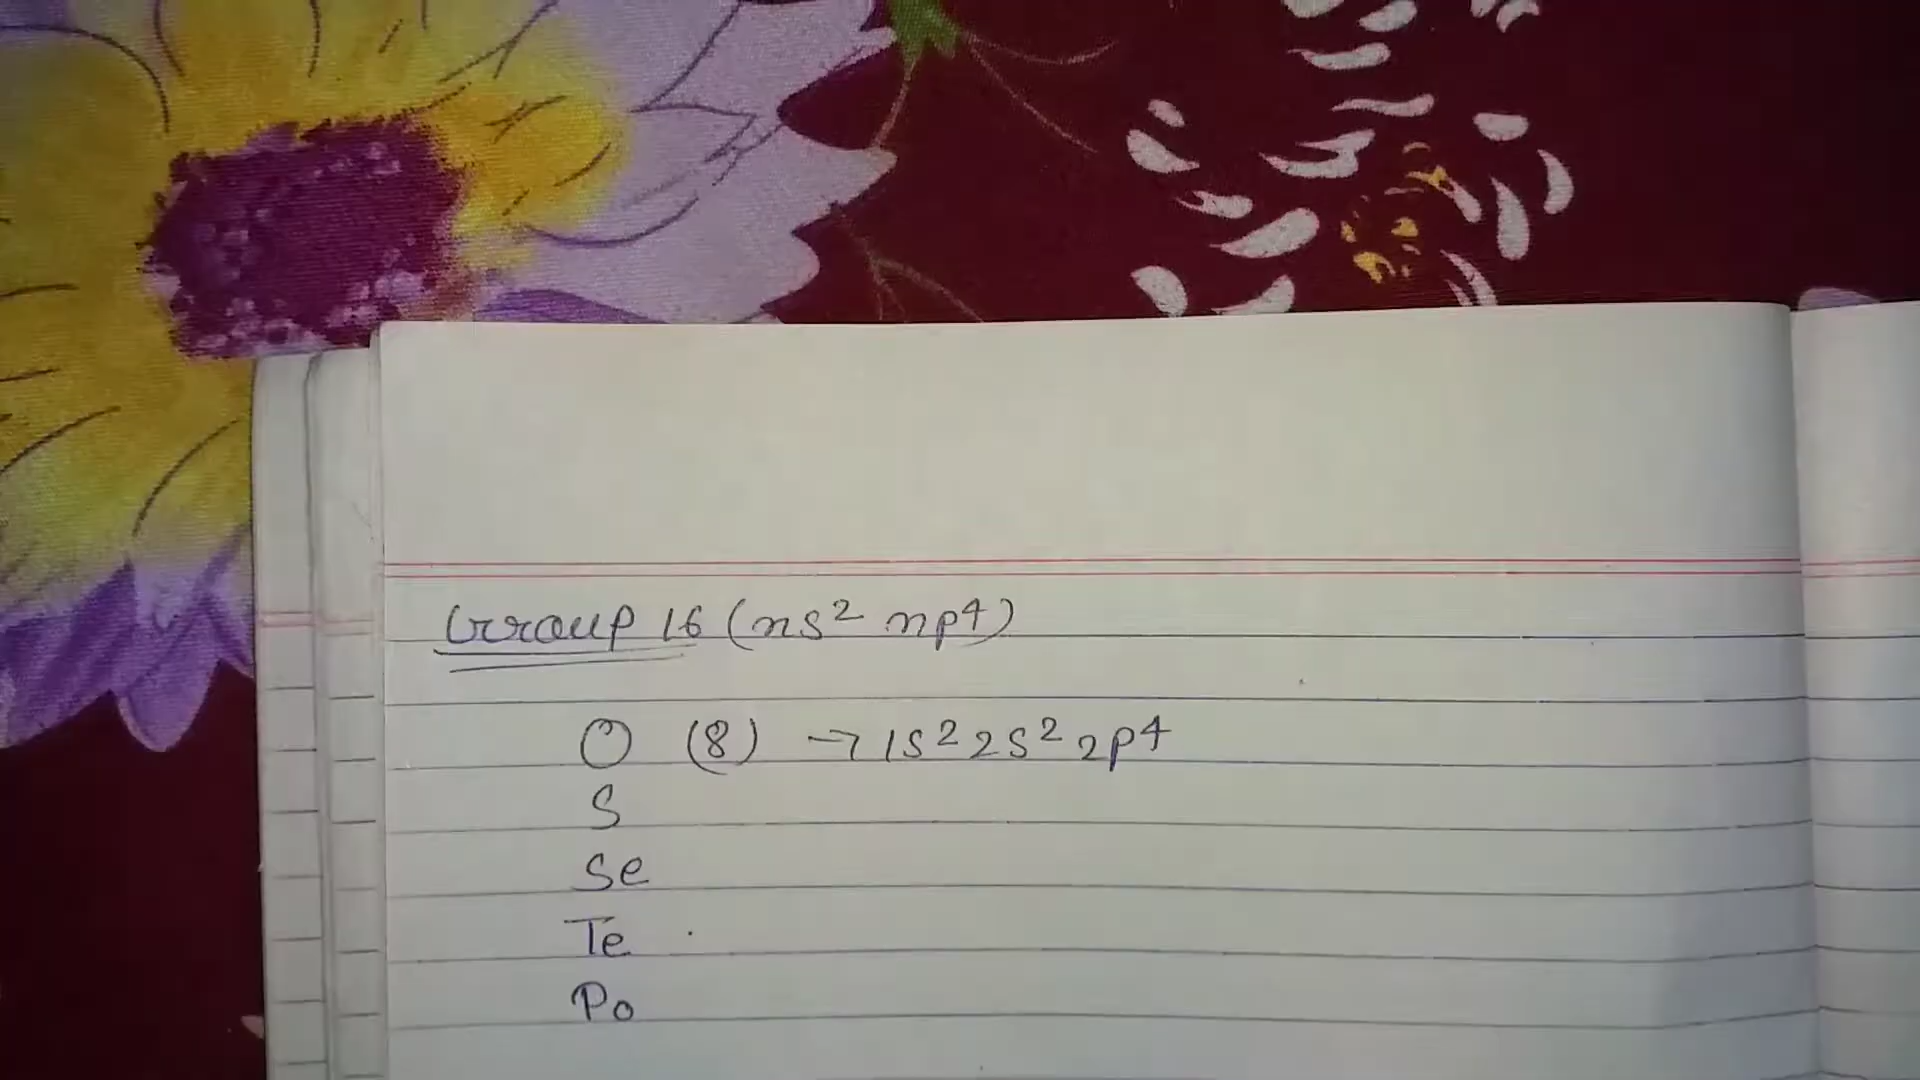 Group 16 (ns² np⁴)
O (8) → 1s² 2s² 2p⁴
S
Se
Te
Po